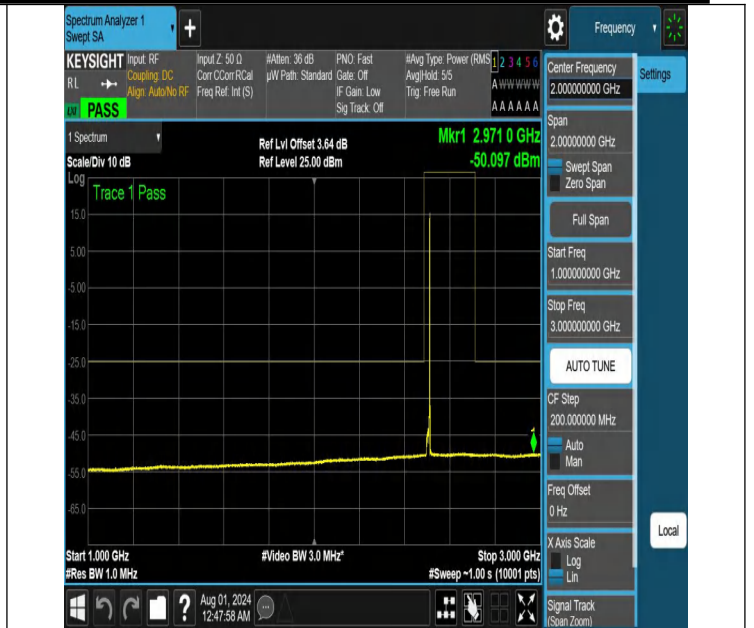 Spectrum Analyzer 1
Swept SA
+
Frequency
KEYSIGHT
RL
PASS
Input: RF
Coupling: DC
Align: Auto/No RF
Input Z: 50 Ω
Corr CCorr RCal
Freq Ref: Int (S)
#Atten: 36 dB
µW Path: Standard
PNO: Fast
Gate: Off
IF Gain: Low
Sig Track: Off
#Avg Type: Power (RMS
Avg|Hold: 5/5
Trig: Free Run
1 2 3 4 5 6
A W W W W W
A A A A A A
1 Spectrum
Scale/Div 10 dB
Ref Lvl Offset 3.64 dB
Ref Level 25.00 dBm
Mkr1 2.971 0 GHz
-50.097 dBm
Log
Trace 1 Pass
15.0
5.00
-5.00
-15.0
-25.0
-35.0
-45.0
-55.0
-65.0
1
Start 1.000 GHz
#Res BW 1.0 MHz
#Video BW 3.0 MHz*
Stop 3.000 GHz
#Sweep ~1.00 s (10001 pts)
?
Aug 01, 2024
12:47:58 AM
Center Frequency
2.000000000 GHz
Settings
Span
2.00000000 GHz
Swept Span
Zero Span
Full Span
Start Freq
1.000000000 GHz
Stop Freq
3.000000000 GHz
AUTO TUNE
CF Step
200.000000 MHz
Auto
Man
Freq Offset
0 Hz
X Axis Scale
Log
Lin
Local
Signal Track
(Span Zoom)